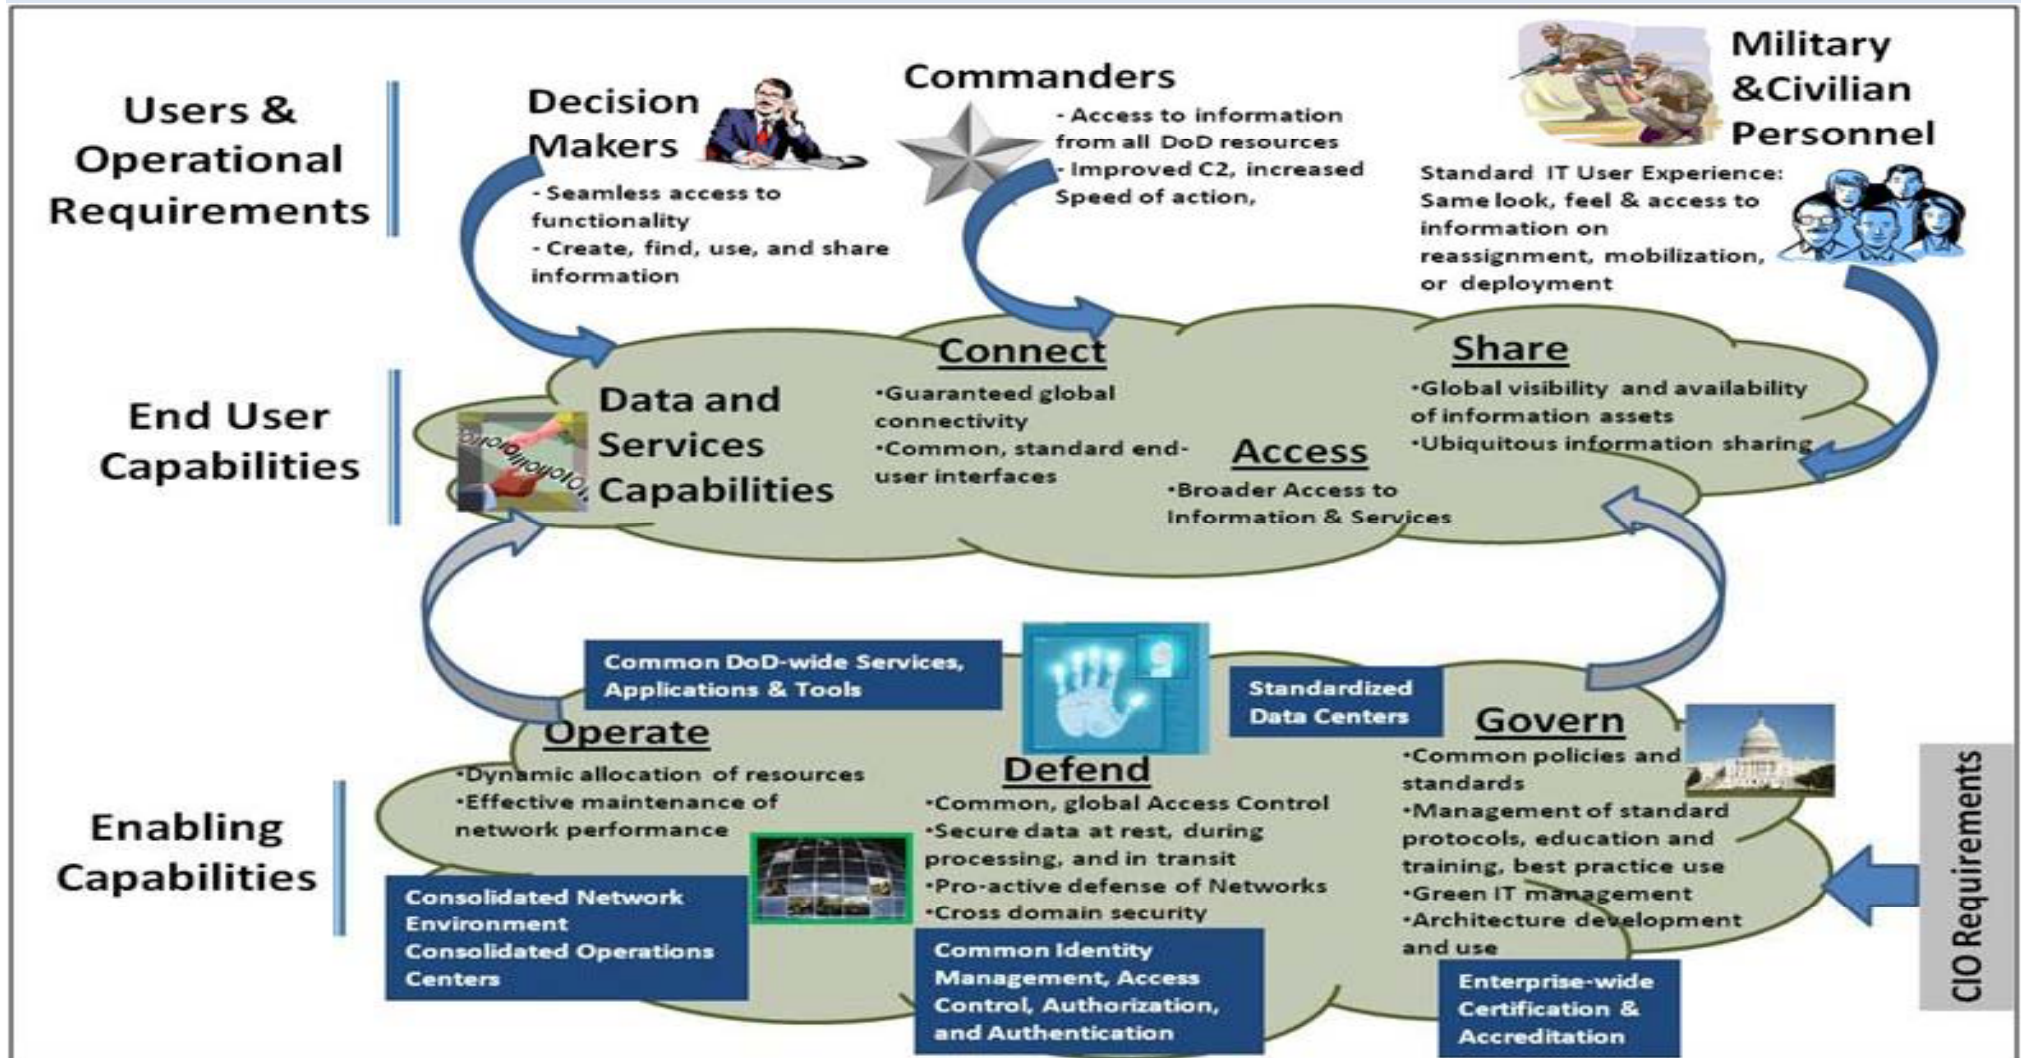 Users &
Operational
Requirements
Decision
Makers
- Seamless access to
functionality
- Create, find, use, and share
information
Commanders
- Access to information
from all DoD resources
- Improved C2, increased
Speed of action,
Military
&Civilian
Personnel
Standard IT User Experience:
Same look, feel & access to
information on
reassignment, mobilization,
or deployment
End User
Capabilities
Data and
Services
Capabilities
Connect
•Guaranteed global
connectivity
•Common, standard end-
user interfaces
Access
•Broader Access to
Information & Services
Share
•Global visibility and availability
of information assets
•Ubiquitous information sharing
Enabling
Capabilities
Common DoD-wide Services,
Applications & Tools
Standardized
Data Centers
Operate
•Dynamic allocation of resources
•Effective maintenance of
network performance
Consolidated Network
Environment
Consolidated Operations
Centers
Defend
•Common, global Access Control
•Secure data at rest, during
processing, and in transit
•Pro-active defense of Networks
•Cross domain security
Common Identity
Management, Access
Control, Authorization,
and Authentication
Govern
•Common policies and
standards
•Management of standard
protocols, education and
training, best practice use
•Green IT management
•Architecture development
and use
Enterprise-wide
Certification &
Accreditation
CIO Requirements